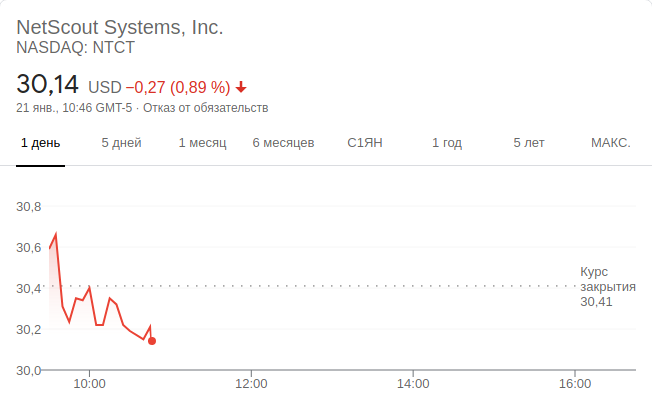 NetScout Systems, Inc.
NASDAQ: NTCT
30,14 USD −0,27 (0,89 %)
21 янв., 10:46 GMT-5 · Отказ от обязательств
1 день 5 дней 1 месяц 6 месяцев С1ЯН 1 год 5 лет МАКС.
30,8
30,6
30,4
30,2
30,0
Курс
закрытия
30,41
10:00 12:00 14:00 16:00